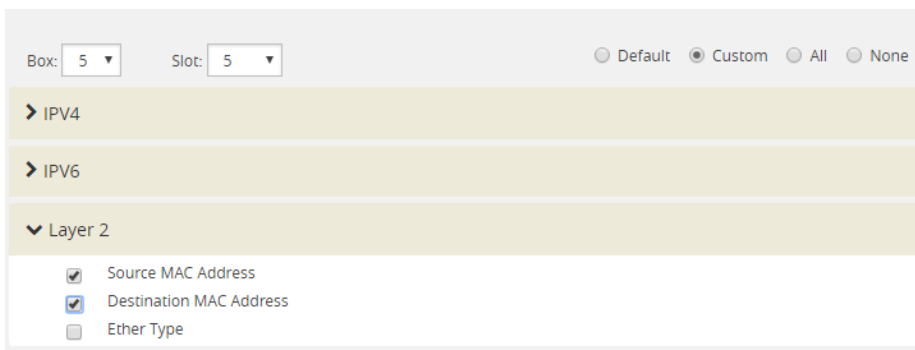 Box: 5 Slot: 5 Default Custom All None
IPV4
IPV6
Layer 2
Source MAC Address
Destination MAC Address
Ether Type